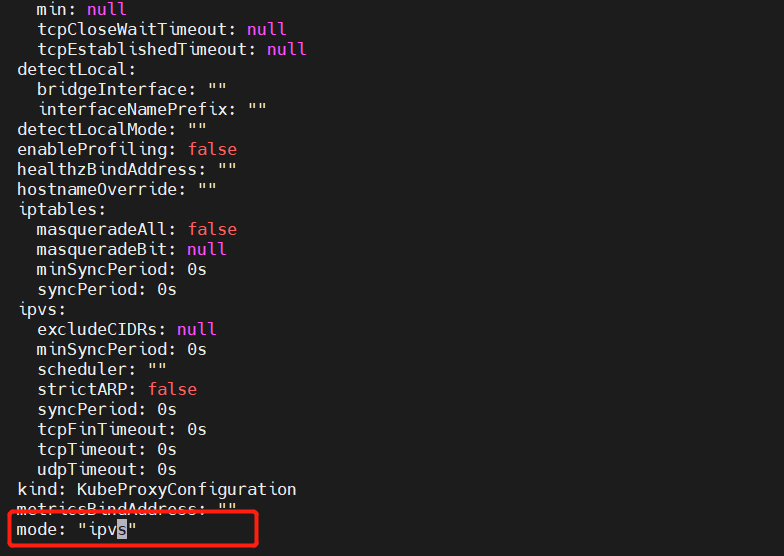 min: null
tcpCloseWaitTimeout: null
tcpEstablishedTimeout: null
detectLocal:
bridgeInterface: ""
interfaceNamePrefix: ""
detectLocalMode: ""
enableProfiling: false
healthzBindAddress: ""
hostnameOverride: ""
iptables:
masqueradeAll: false
masqueradeBit: null
minSyncPeriod: 0s
syncPeriod: 0s
ipvs:
excludeCIDRs: null
minSyncPeriod: 0s
scheduler: ""
strictARP: false
syncPeriod: 0s
tcpFinTimeout: 0s
tcpTimeout: 0s
udpTimeout: 0s
kind: KubeProxyConfiguration
metricsBindAddress: ""
mode: "ipvs"